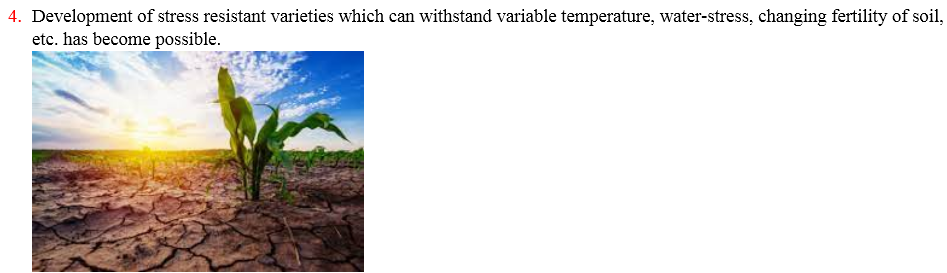 4. Development of stress resistant varieties which can withstand variable temperature, water-stress, changing fertility of soil,
etc. has become possible.